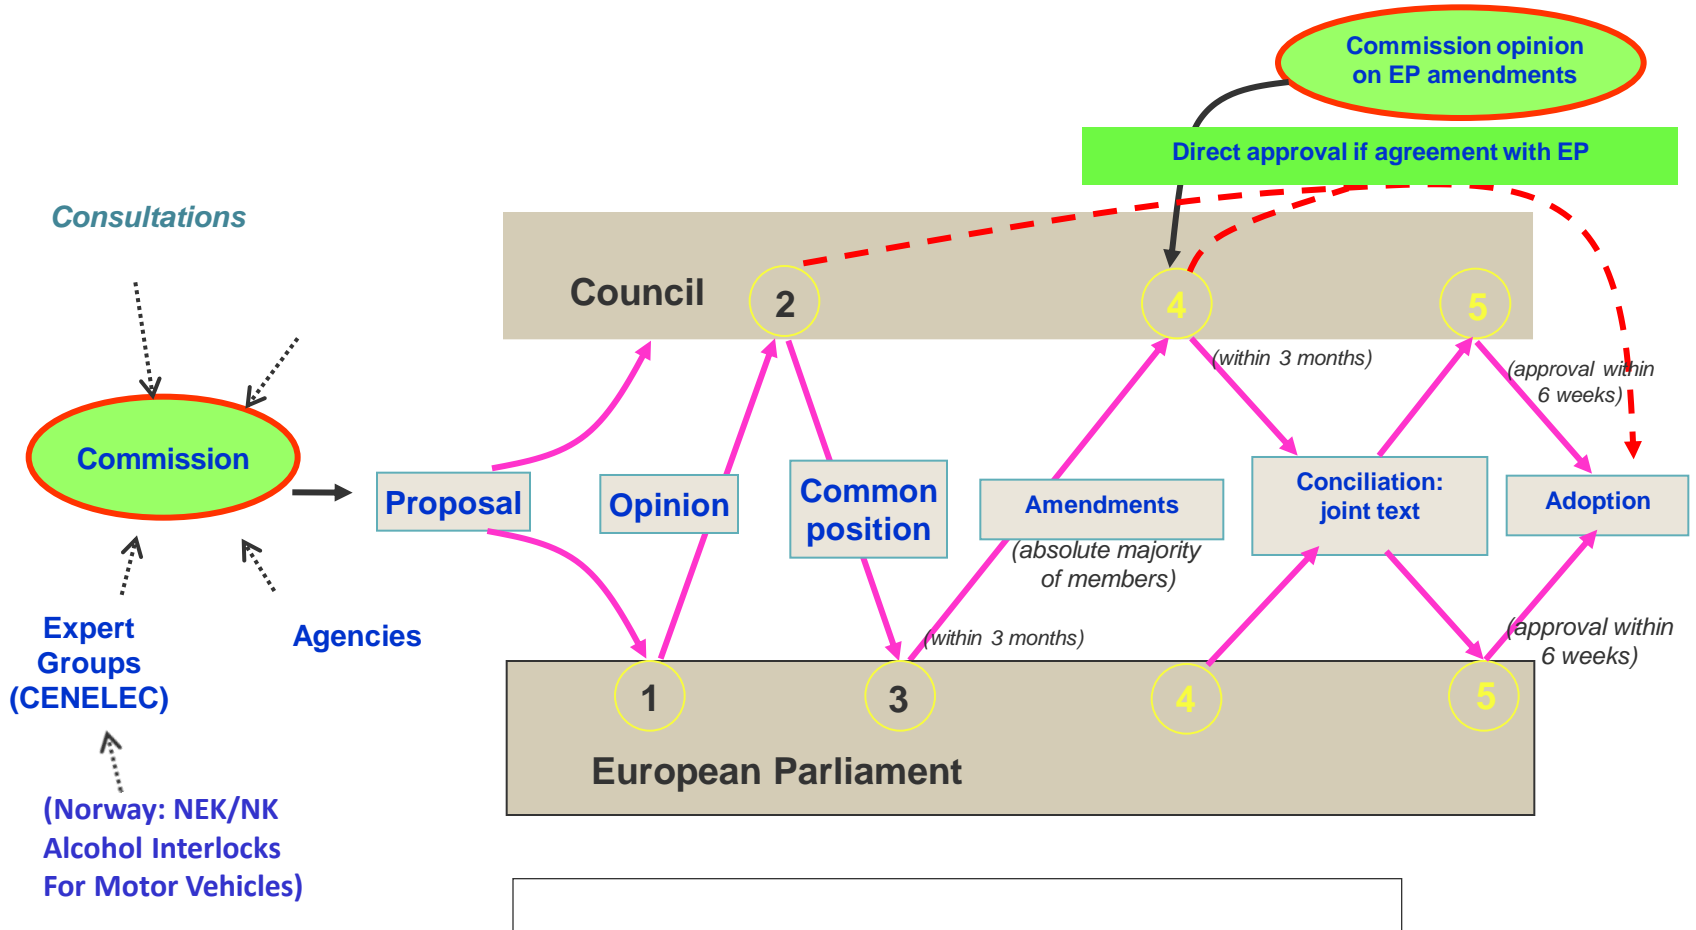 Commission opinion
on EP amendments
Direct approval if agreement with EP
Consultations
Council
2
4
5
(within 3 months)
(approval within
6 weeks)
Commission
Proposal
Opinion
Common
position
Amendments
(absolute majority
of members)
Conciliation:
joint text
Adoption
Expert
Groups
(CENELEC)
Agencies
(within 3 months)
(approval within
6 weeks)
1
3
4
5
European Parliament
(Norway: NEK/NK
Alcohol Interlocks
For Motor Vehicles)